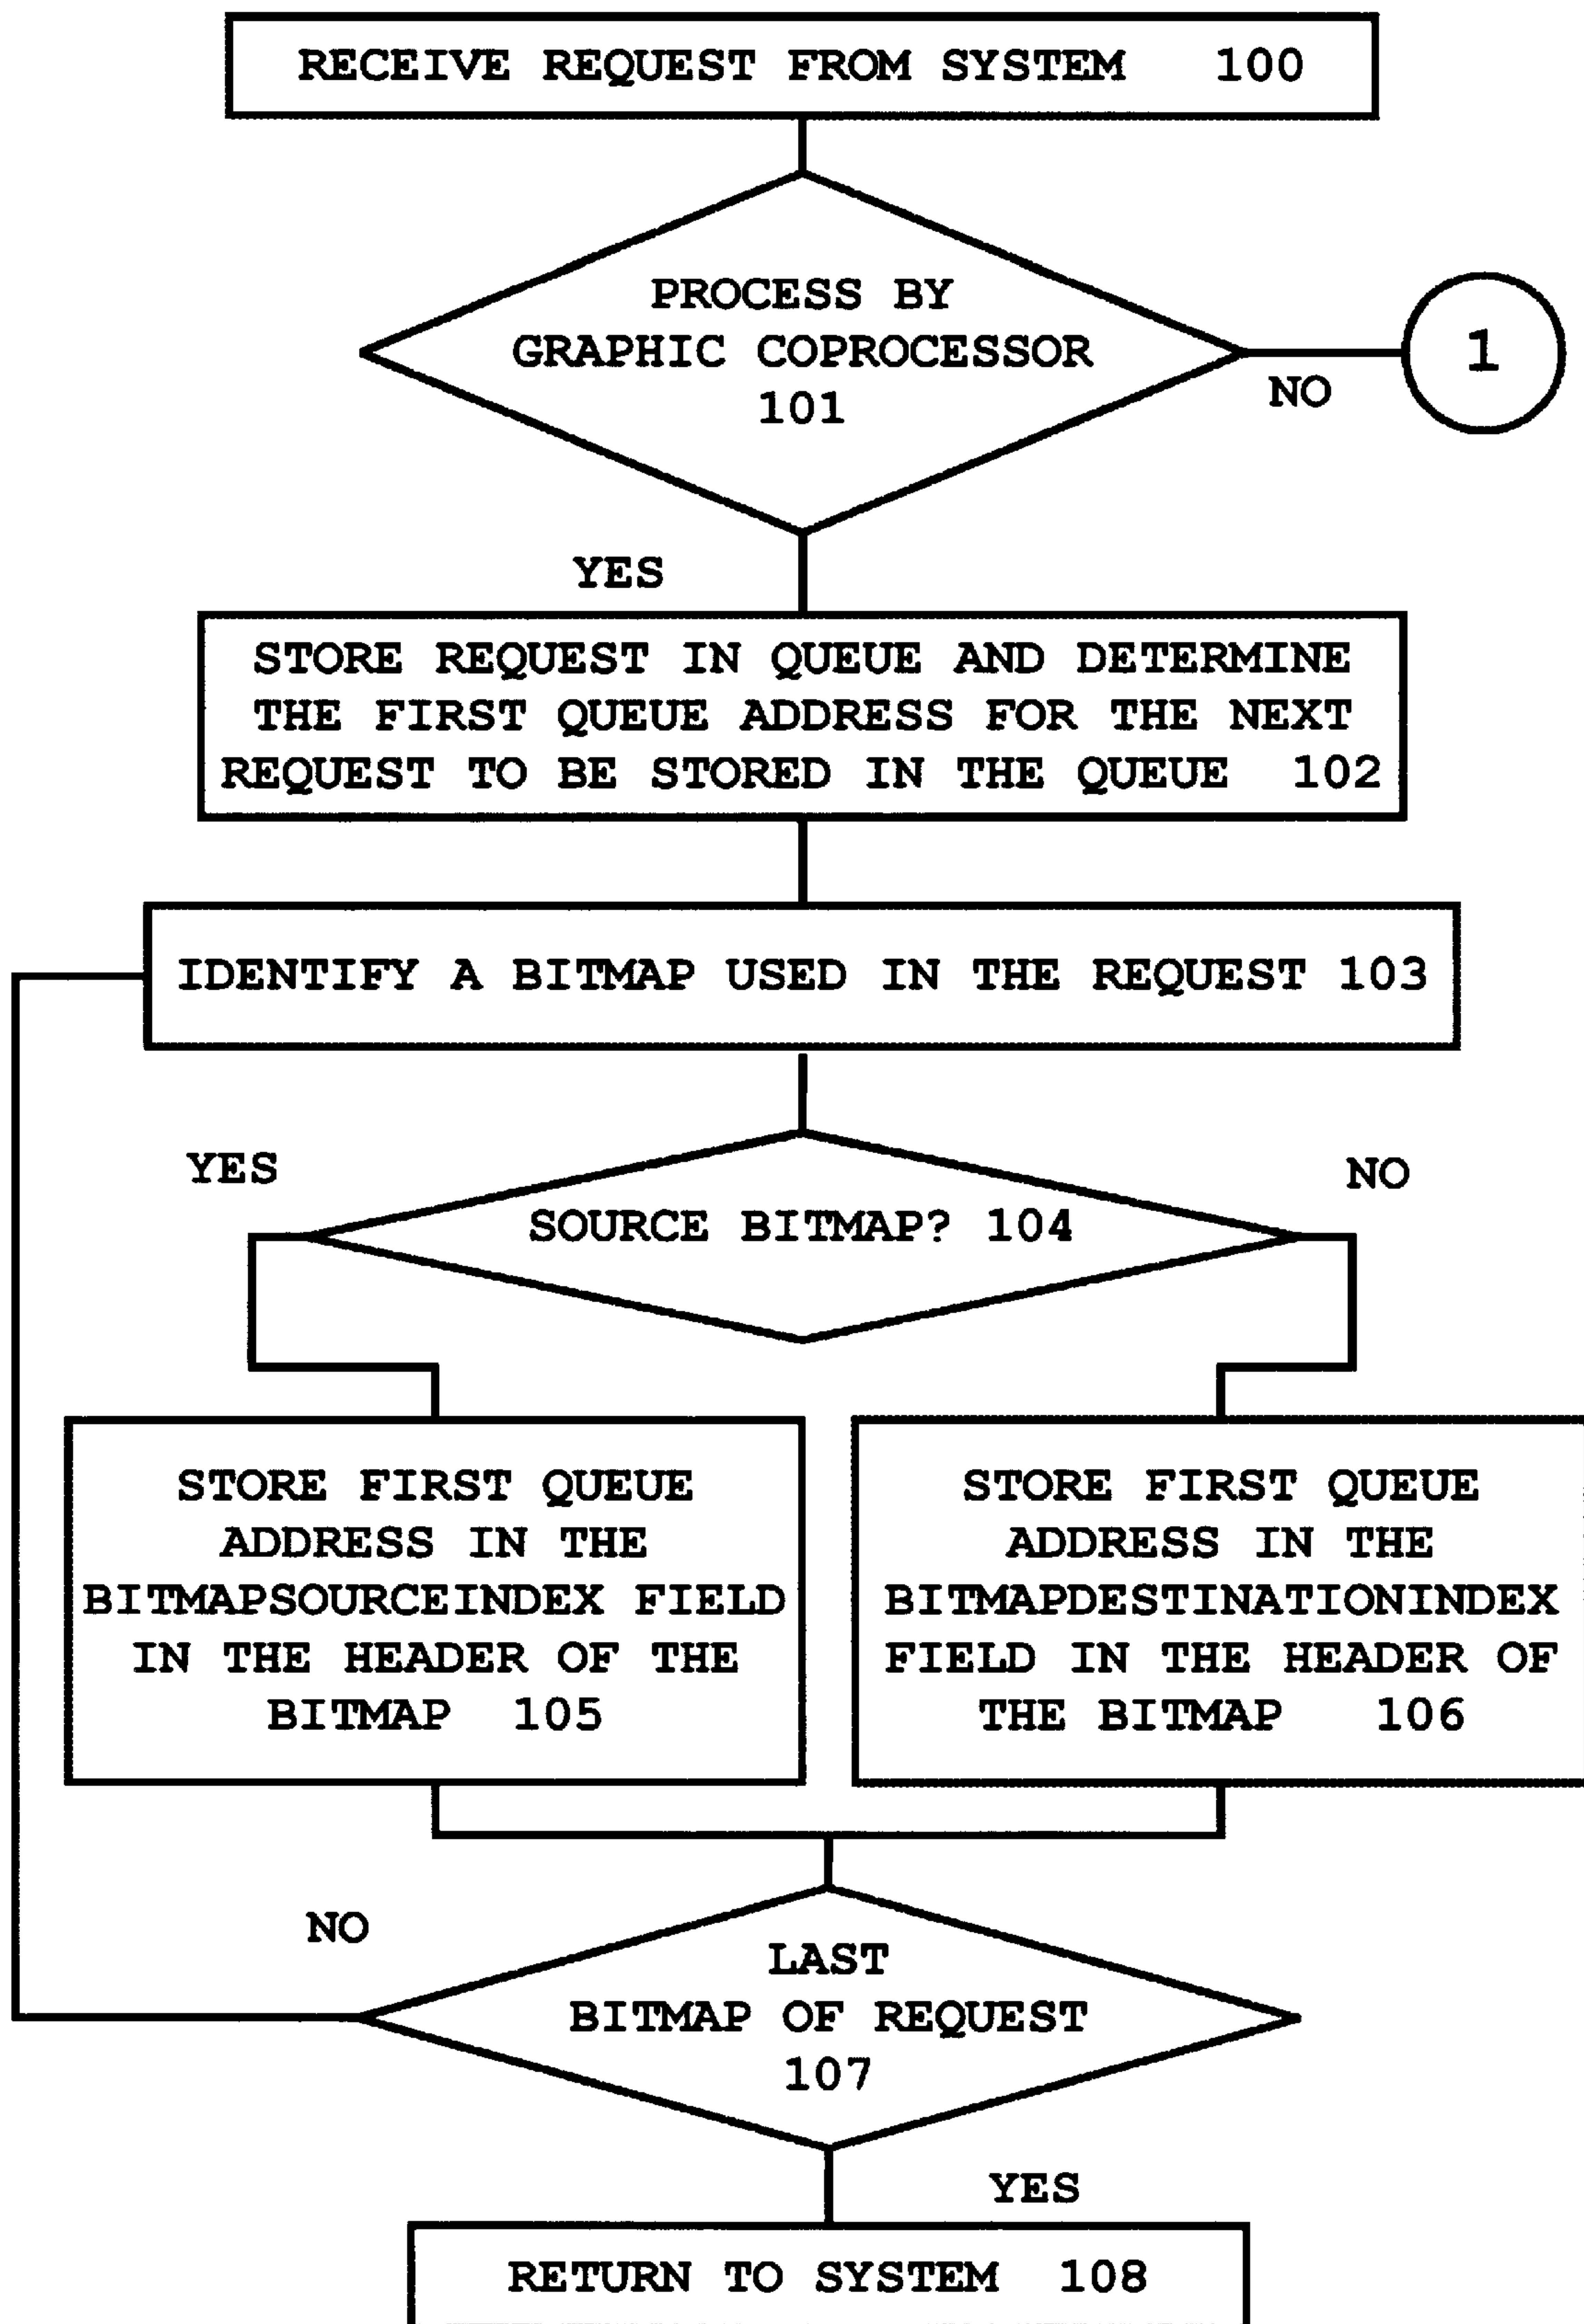 RECEIVE REQUEST FROM SYSTEM 100
PROCESS BY
GRAPHIC COPROCESSOR
101
NO
1
YES
STORE REQUEST IN QUEUE AND DETERMINE
THE FIRST QUEUE ADDRESS FOR THE NEXT
REQUEST TO BE STORED IN THE QUEUE 102
IDENTIFY A BITMAP USED IN THE REQUEST 103
YES
NO
SOURCE BITMAP? 104
STORE FIRST QUEUE
ADDRESS IN THE
BITMAPSOURCEINDEX FIELD
IN THE HEADER OF THE
BITMAP 105
STORE FIRST QUEUE
ADDRESS IN THE
BITMAPDESTINATIONINDEX
FIELD IN THE HEADER OF
THE BITMAP 106
NO
LAST
BITMAP OF REQUEST
107
YES
RETURN TO SYSTEM 108